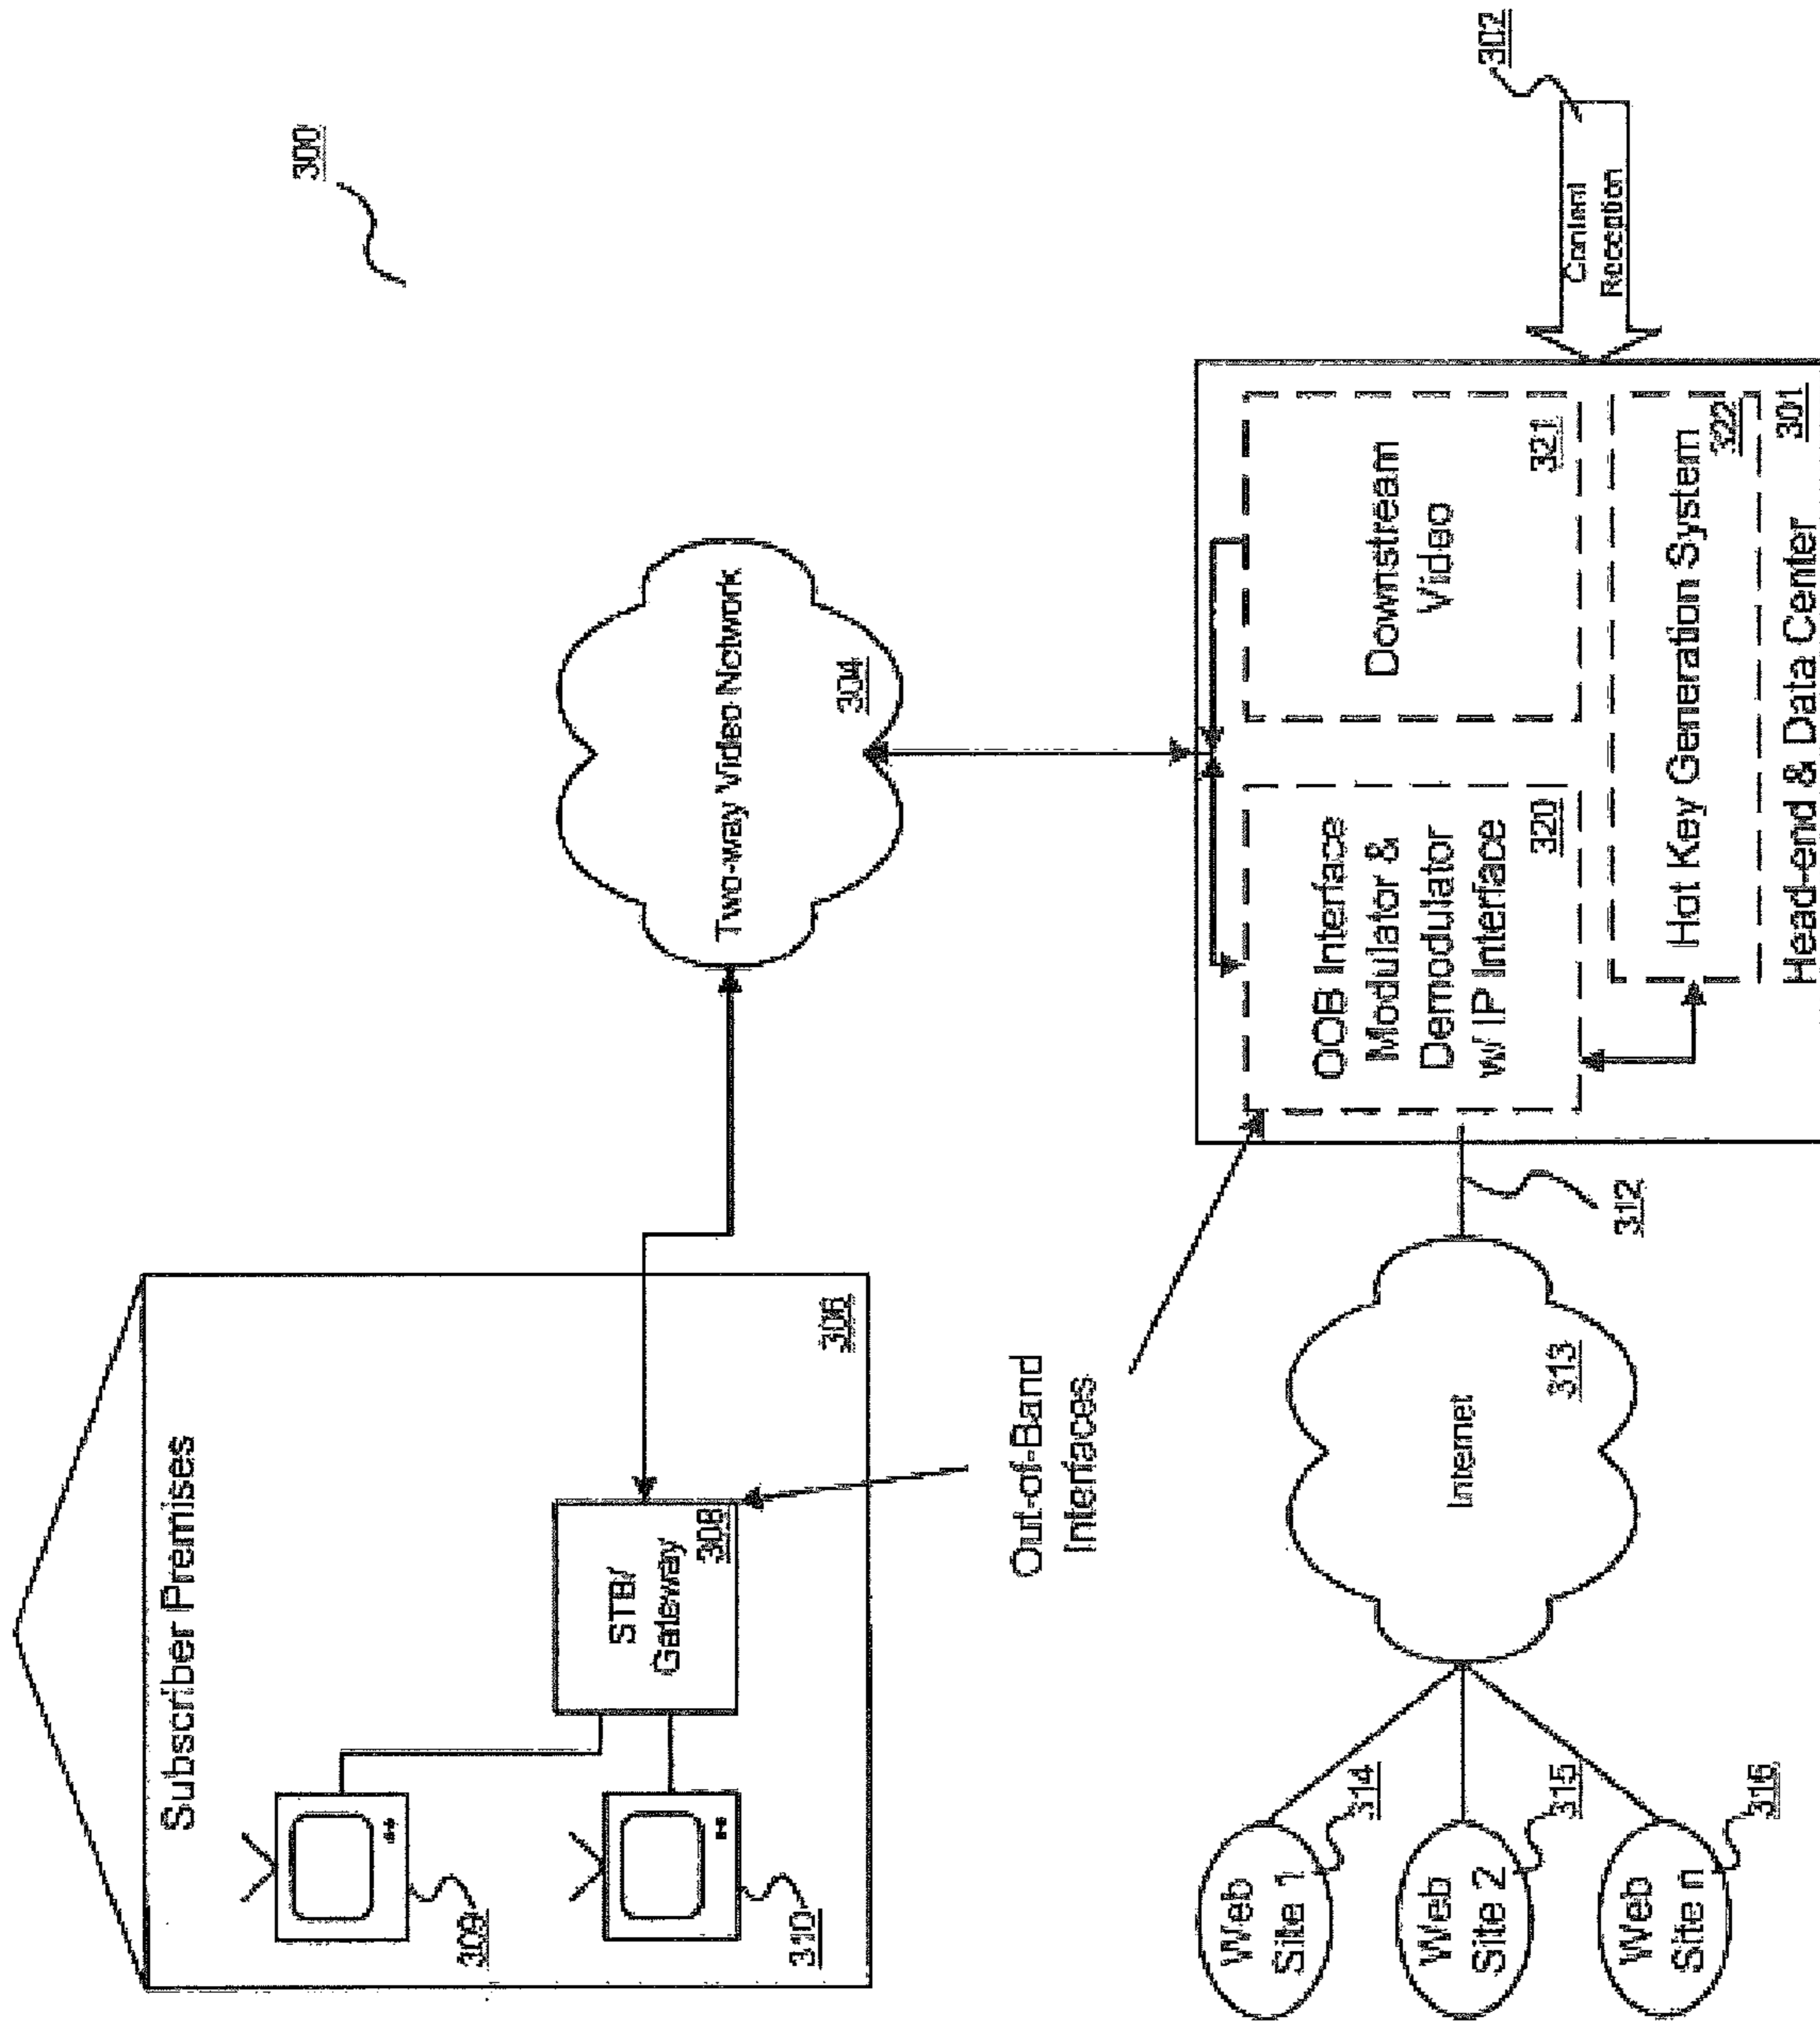 300
Subscriber Premises
309
310
STB/
Gateway
308
306
Two-way Video Network
304
Out-of-Band
Interfaces
Web
Site 1
314
Web
Site 2
315
Web
Site n
316
Internet
313
312
OOB Interface
Modulator &
Demodulator
w/ IP Interface
320
Downstream
Video
321
Hot Key Generation System
322
Head-end & Data Center
301
Content
Reception
302